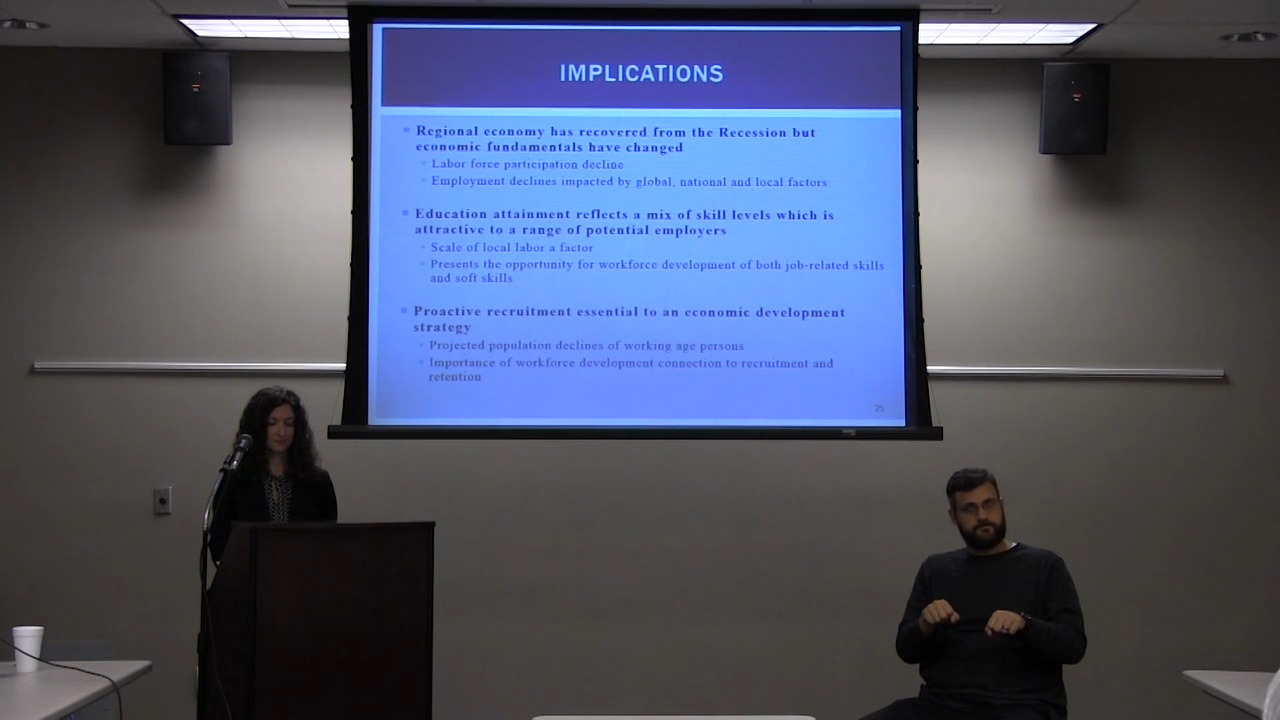 IMPLICATIONS
Regional economy has recovered from the Recession but
economic fundamentals have changed
Labor force participation decline
Employment declines impacted by global, national and local factors
Education attainment reflects a mix of skill levels which is
attractive to a range of potential employers
Scale of local labor a factor
Presents the opportunity for workforce development of both job-related skills
and soft skills
Proactive recruitment essential to an economic development
strategy
Projected population declines of working age persons
Importance of workforce development connection to recruitment and
retention
25